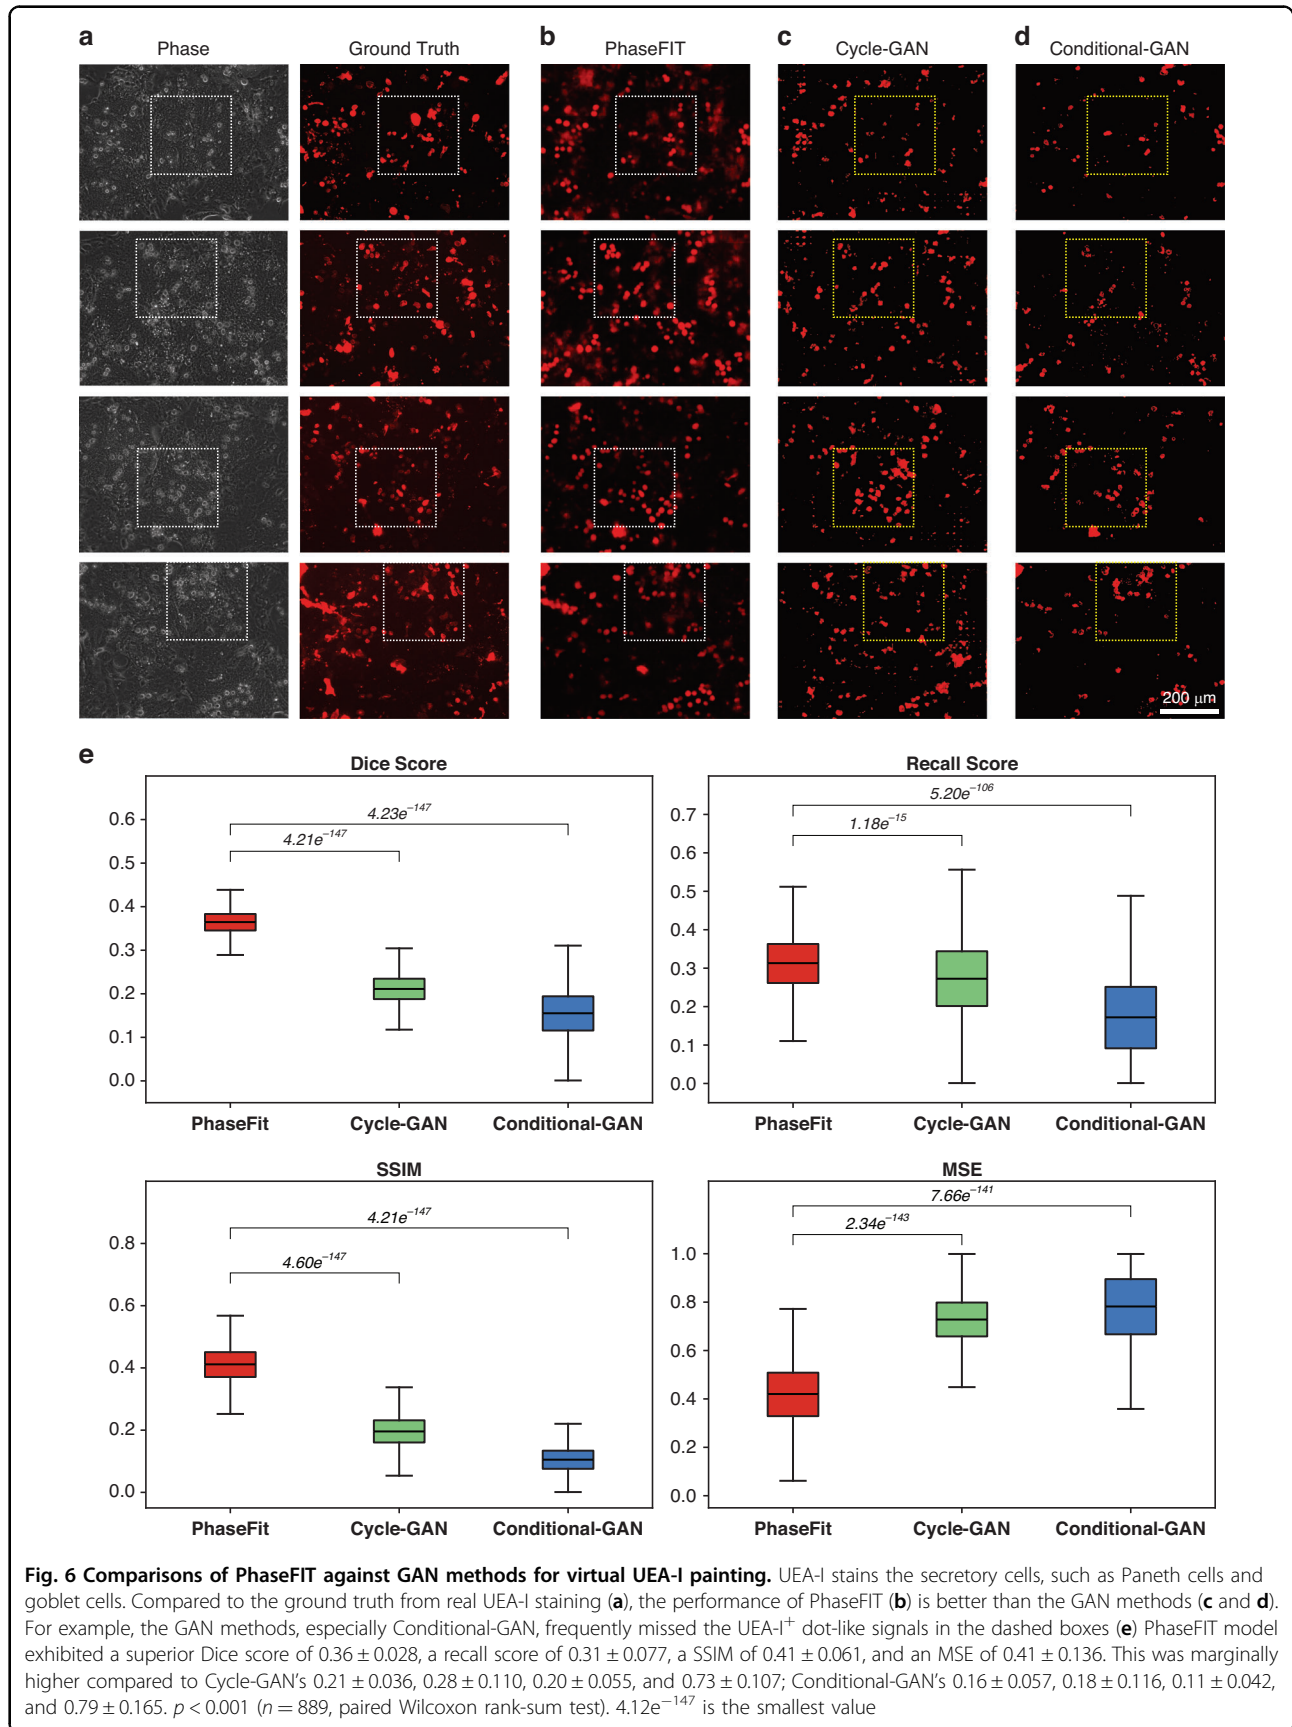 a b c d
Phase Ground Truth PhaseFIT Cycle-GAN Conditional-GAN
200 μm
e
Dice Score
4.23e−147
4.21e−147
0.6
0.5
0.4
0.3
0.2
0.1
0.0
PhaseFit Cycle-GAN Conditional-GAN
Recall Score
5.20e−106
1.18e−15
0.7
0.6
0.5
0.4
0.3
0.2
0.1
0.0
PhaseFit Cycle-GAN Conditional-GAN
SSIM
4.21e−147
4.60e−147
0.8
0.6
0.4
0.2
0.0
PhaseFit Cycle-GAN Conditional-GAN
MSE
7.66e−141
2.34e−143
1.0
0.8
0.6
0.4
0.2
0.0
PhaseFit Cycle-GAN Conditional-GAN
Fig. 6 Comparisons of PhaseFIT against GAN methods for virtual UEA-I painting. UEA-I stains the secretory cells, such as Paneth cells and
goblet cells. Compared to the ground truth from real UEA-I staining (a), the performance of PhaseFIT (b) is better than the GAN methods (c and d).
For example, the GAN methods, especially Conditional-GAN, frequently missed the UEA-I+ dot-like signals in the dashed boxes (e) PhaseFIT model
exhibited a superior Dice score of 0.36 ± 0.028, a recall score of 0.31 ± 0.077, a SSIM of 0.41 ± 0.061, and an MSE of 0.41 ± 0.136. This was marginally
higher compared to Cycle-GAN's 0.21 ± 0.036, 0.28 ± 0.110, 0.20 ± 0.055, and 0.73 ± 0.107; Conditional-GAN's 0.16 ± 0.057, 0.18 ± 0.116, 0.11 ± 0.042,
and 0.79 ± 0.165. p < 0.001 (n = 889, paired Wilcoxon rank-sum test). 4.12e−147 is the smallest value